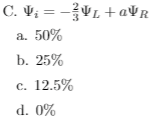 C. Ψᵢ = −⅔Ψ_L + aΨ_R
a. 50%
b. 25%
c. 12.5%
d. 0%